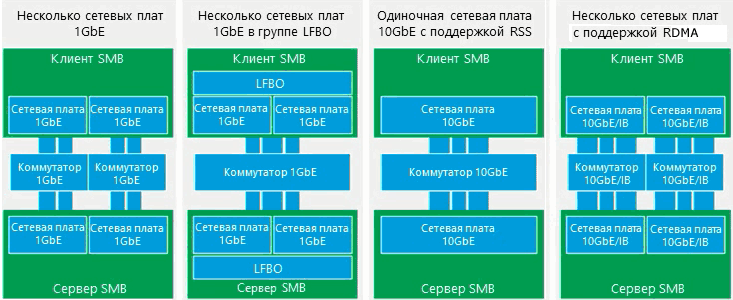 Несколько сетевых плат
1GbE
Клиент SMB
Сетевая плата
1GbE
Сетевая плата
1GbE
Коммутатор
1GbE
Коммутатор
1GbE
Сетевая плата
1GbE
Сетевая плата
1GbE
Сервер SMB
Несколько сетевых плат
1GbE в группе LFBO
Клиент SMB
LFBO
Сетевая плата
1GbE
Сетевая плата
1GbE
Коммутатор 1GbE
Сетевая плата
1GbE
Сетевая плата
1GbE
LFBO
Сервер SMB
Одиночная сетевая плата
10GbE с поддержкой RSS
Клиент SMB
Сетевая плата
10GbE
Коммутатор 10GbE
Сетевая плата
10GbE
Сервер SMB
Несколько сетевых плат
с поддержкой RDMA
Клиент SMB
Сетевая плата
10GbE/IB
Сетевая плата
10GbE/IB
Коммутатор
10GbE/IB
Коммутатор
10GbE/IB
Сетевая плата
10GbE/IB
Сетевая плата
10GbE/IB
Сервер SMB